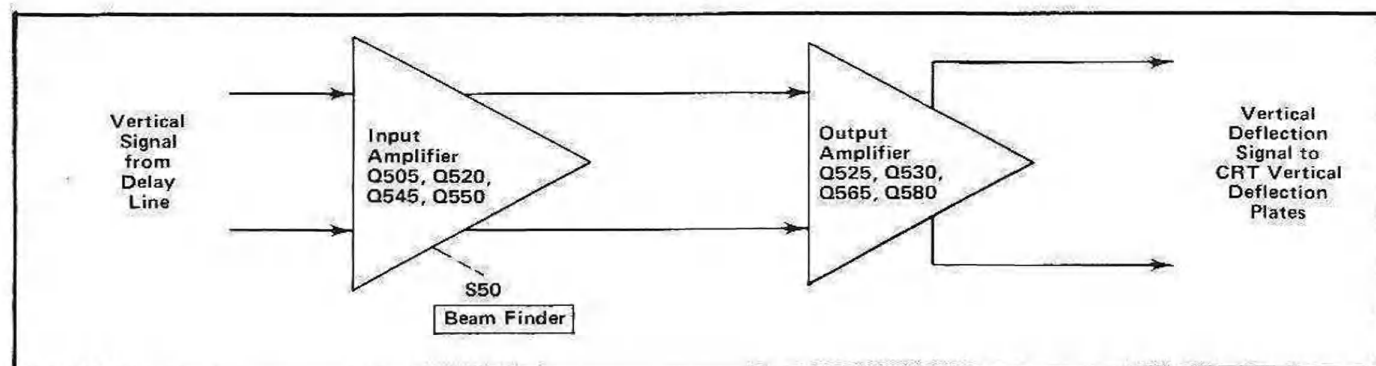 Vertical
Signal
from
Delay
Line
Input
Amplifier
Q505, Q520,
Q545, Q550
S50
Beam Finder
Output
Amplifier
Q525, Q530,
Q565, Q580
Vertical
Deflection
Signal to
CRT Vertical
Deflection
Plates